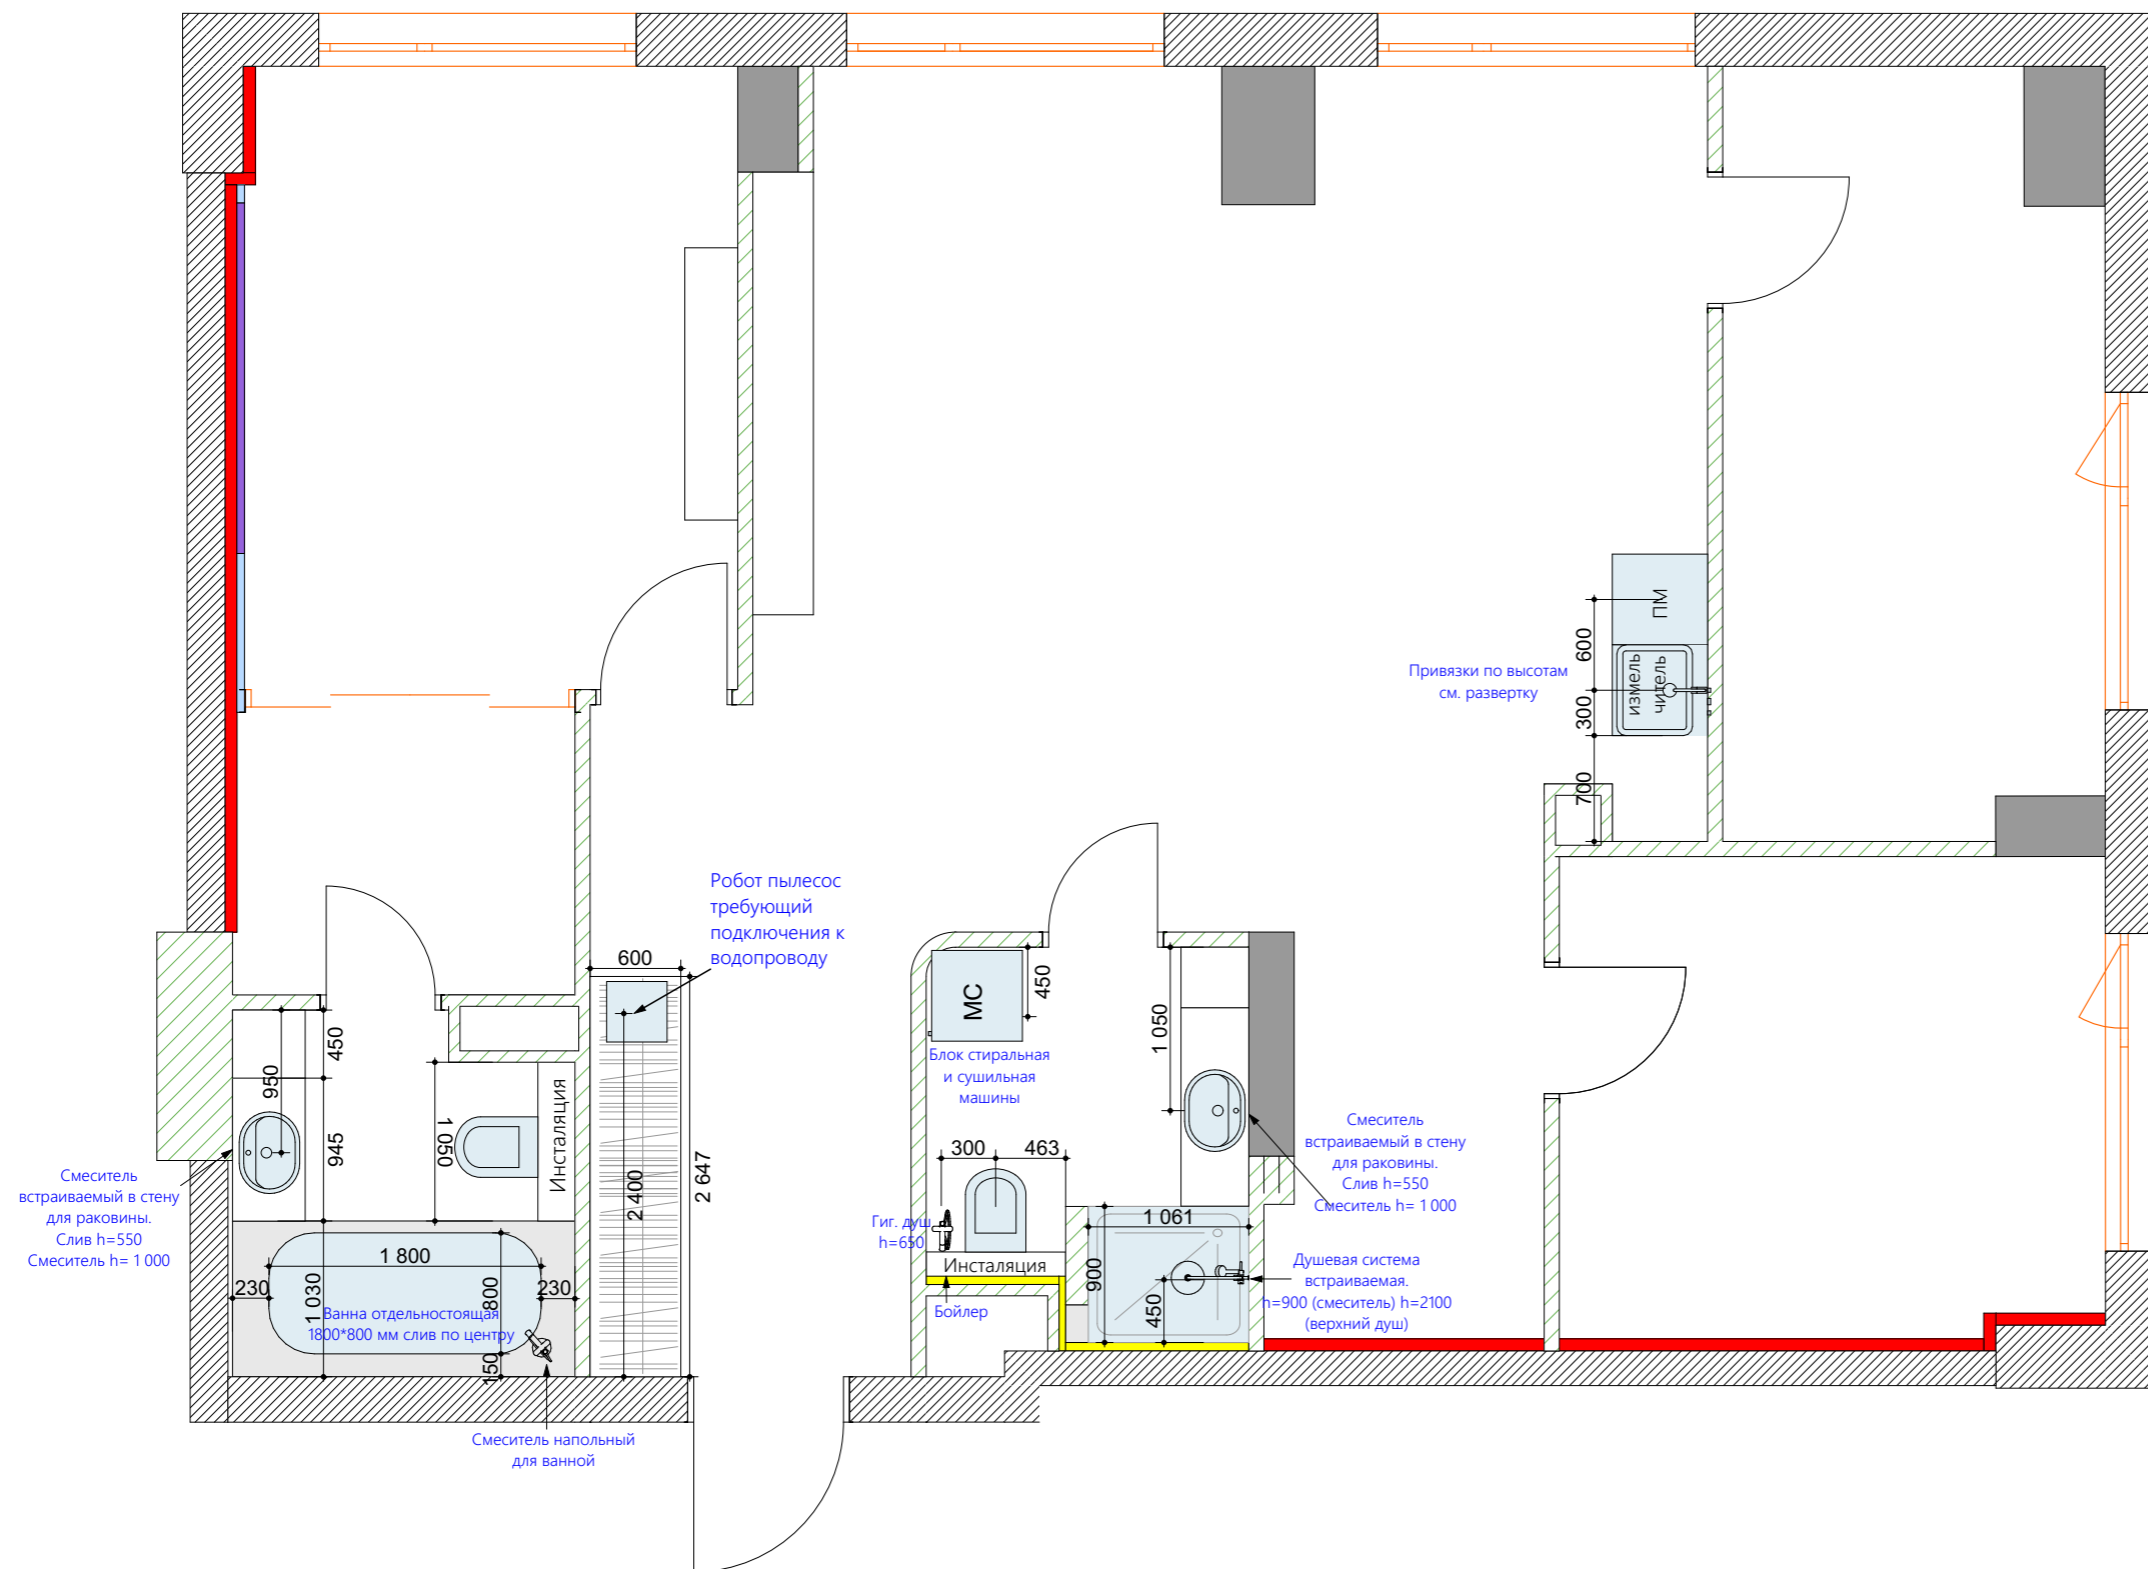 ПМ
600
измель
читель
300
700
Привязки по высотам
см. развертку
Робот пылесос
требующий
подключения к
водопроводу
600
2 400
2 647
450
950
945
1 050
Инсталяция
Смеситель
встраиваемый в стену
для раковины.
Слив h=550
Смеситель h= 1 000
1 800
230
1 030
800
230
150
Ванна отдельностоящая
1800*800 мм слив по центру
Смеситель напольный
для ванной
МС
450
Блок стиральная
и сушильная
машины
1 050
300
463
Гиг. душ
h=650
Инсталяция
Бойлер
1 061
900
450
Смеситель
встраиваемый в стену
для раковины.
Слив h=550
Смеситель h= 1 000
Душевая система
встраиваемая.
h=900 (смеситель) h=2100
(верхний душ)